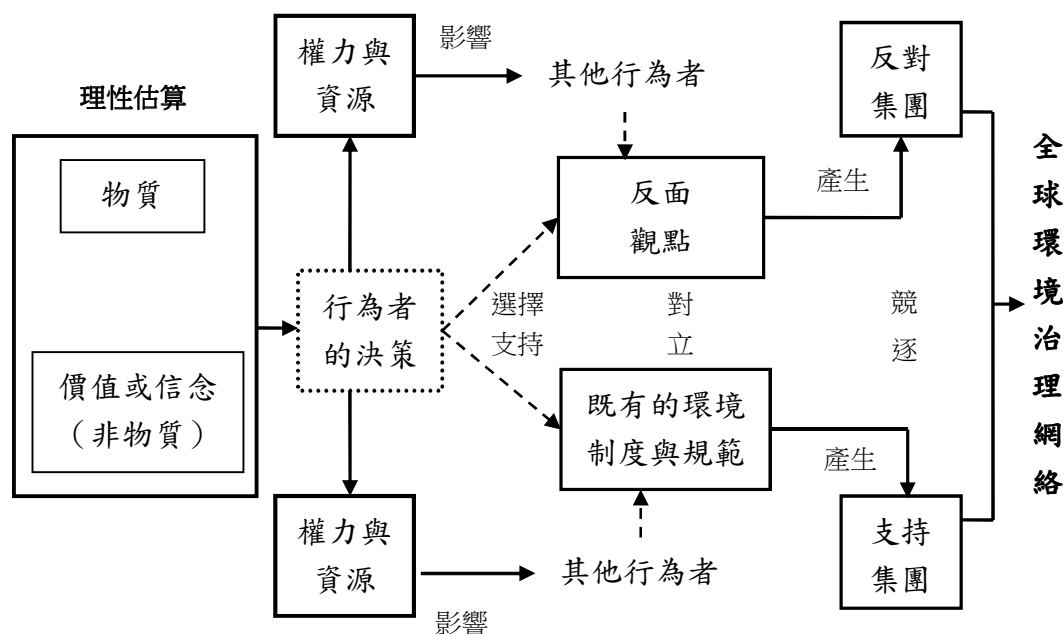 理性估算
物質
價值或信念
（非物質）
權力與
資源
影響
其他行為者
行為者
的決策
選擇
支持
反面
觀點
對
立
既有的環境
制度與規範
權力與
資源
影響
其他行為者
產生
反對
集團
競
逐
產生
支持
集團
全
球
環
境
治
理
網
絡